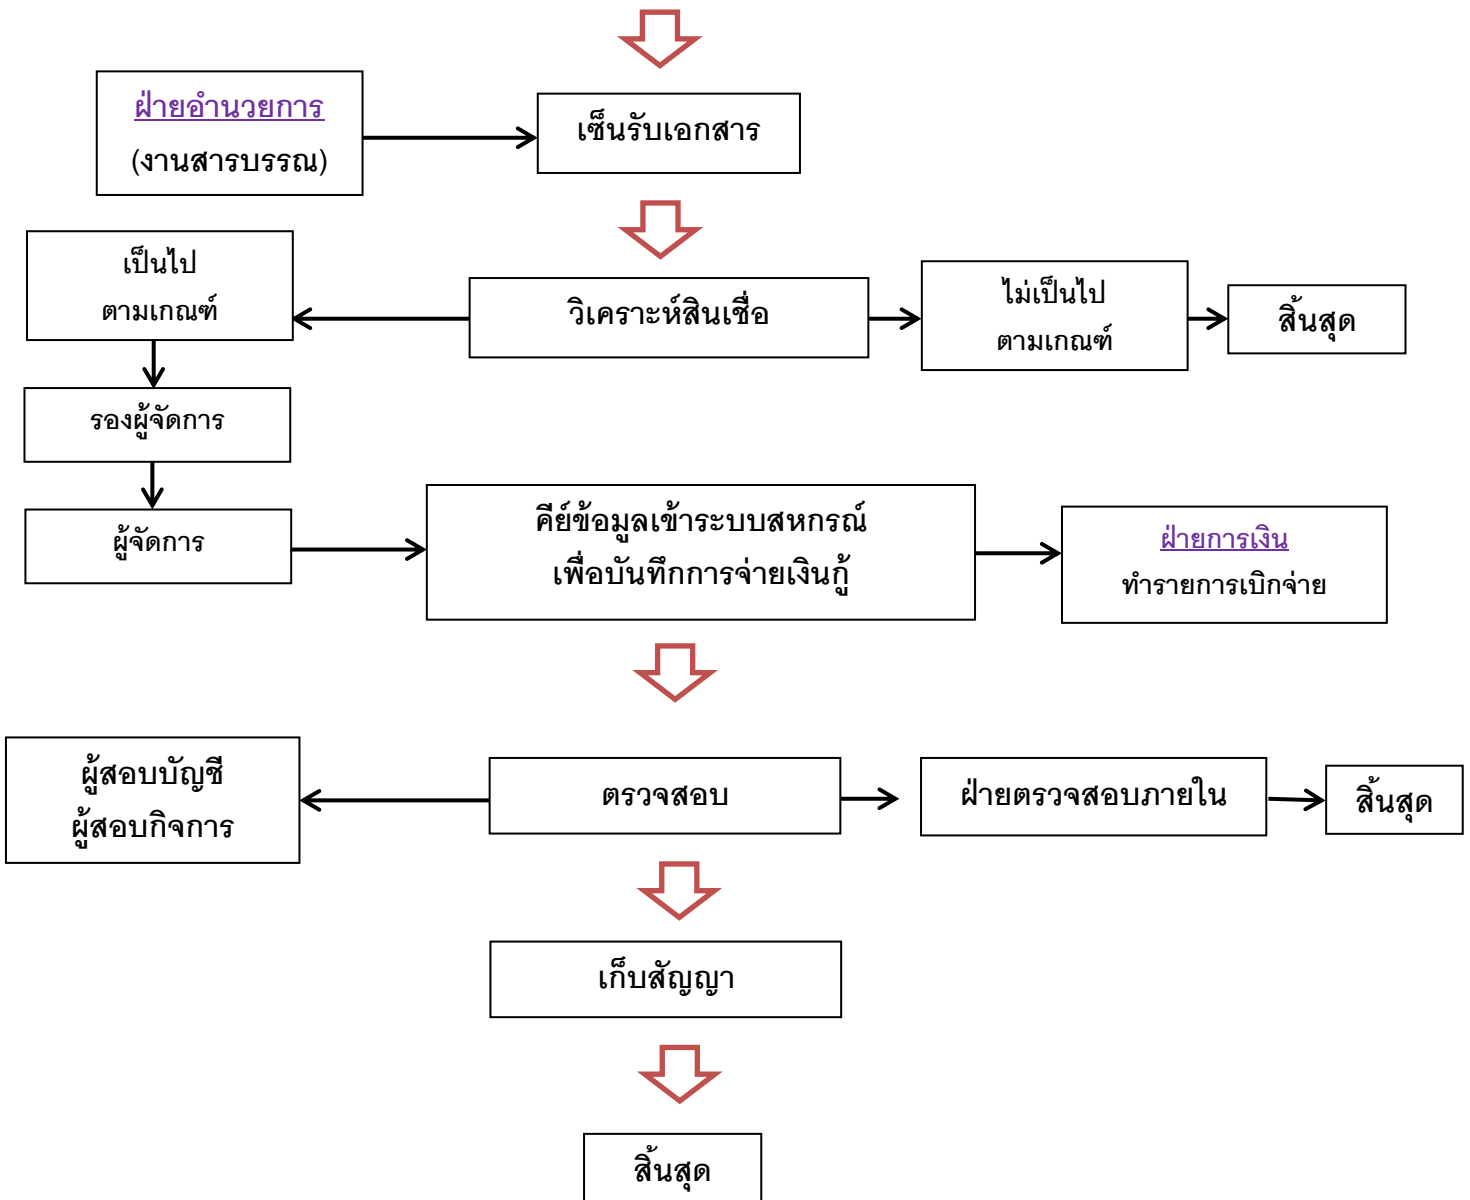 ฝ่ายอำนวยการ
(งานสารบรรณ)
เซ็นรับเอกสาร
เป็นไป
ตามเกณฑ์
วิเคราะห์สินเชื่อ
ไม่เป็นไป
ตามเกณฑ์
สิ้นสุด
รองผู้จัดการ
ผู้จัดการ
คีย์ข้อมูลเข้าระบบสหกรณ์
เพื่อบันทึกการจ่ายเงินกู้
ฝ่ายการเงิน
ทำรายการเบิกจ่าย
ผู้สอบบัญชี
ผู้สอบกิจการ
ตรวจสอบ
ฝ่ายตรวจสอบภายใน
สิ้นสุด
เก็บสัญญา
สิ้นสุด